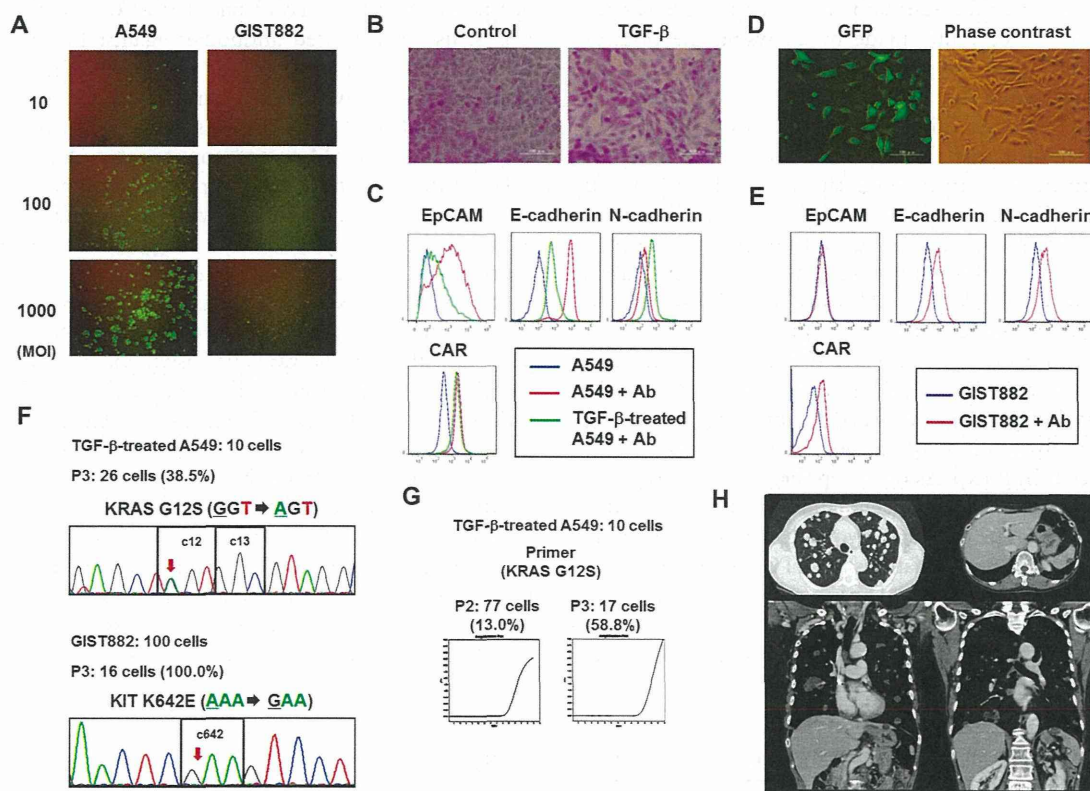 A
A549 GIST882
10
100
1000
(MOI)
B
Control TGF-β
D
GFP Phase contrast
C
EpCAM E-cadherin N-cadherin
CAR
A549
A549 + Ab
TGF-β-treated
A549 + Ab
E
EpCAM E-cadherin N-cadherin
CAR
GIST882
GIST882 + Ab
F
TGF-β-treated A549: 10 cells
P3: 26 cells (38.5%)
KRAS G12S (GGT ➡ AGT)
c12 c13
GIST882: 100 cells
P3: 16 cells (100.0%)
KIT K642E (AAA ➡ GAA)
c642
G
TGF-β-treated A549: 10 cells
Primer
(KRAS G12S)
P2: 77 cells P3: 17 cells
(13.0%) (58.8%)
H